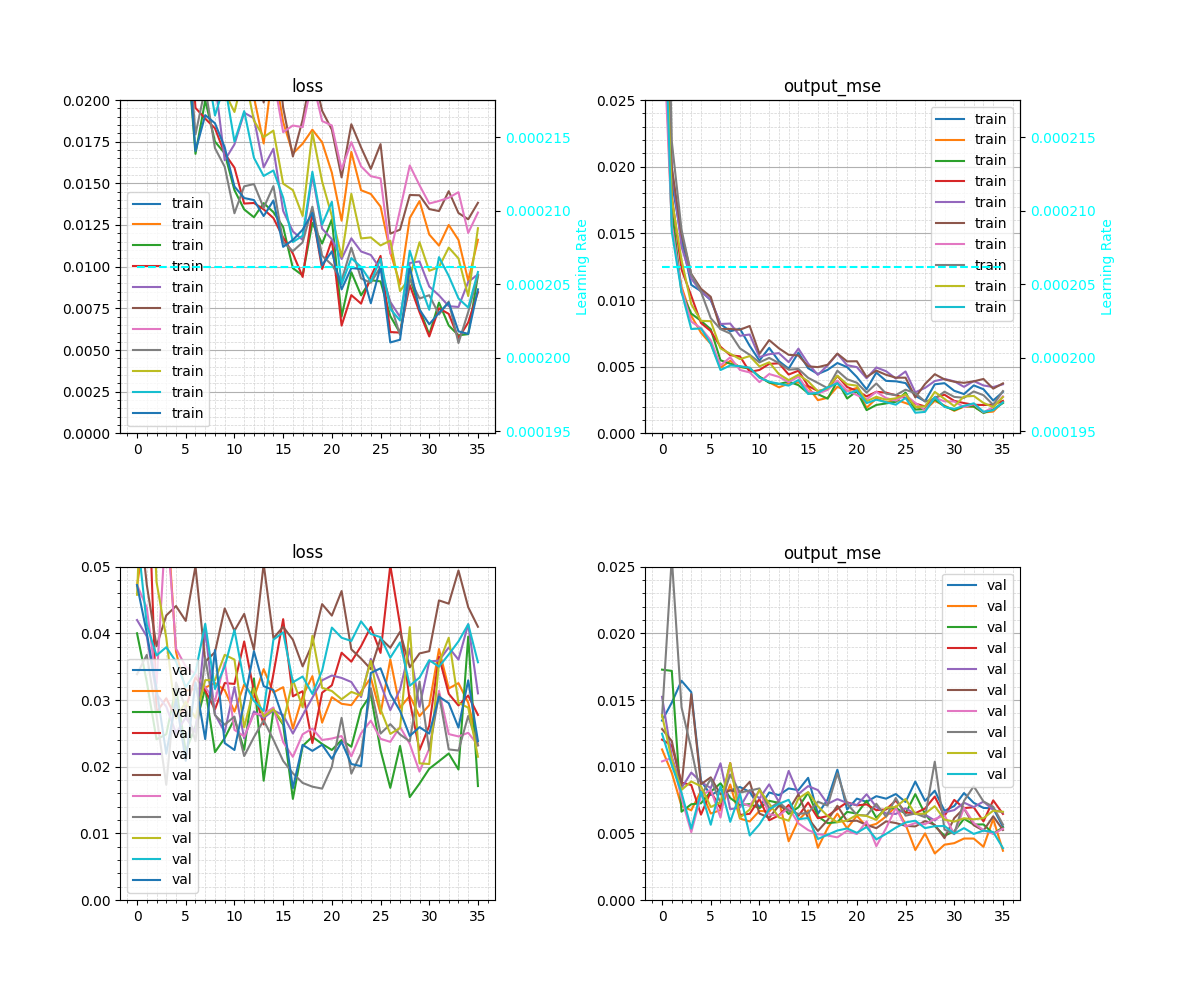 loss
0.0200
0.0175
0.0150
0.0125
0.0100
0.0075
0.0050
0.0025
0.0000
train
train
train
train
train
train
train
train
train
train
train
0 5 10 15 20 25 30 35
0.000215
0.000210
0.000205
0.000200
0.000195
Learning Rate
output_mse
0.025
0.020
0.015
0.010
0.005
0.000
train
train
train
train
train
train
train
train
train
train
0 5 10 15 20 25 30 35
0.000215
0.000210
0.000205
0.000200
0.000195
Learning Rate
loss
0.05
0.04
0.03
0.02
0.01
0.00
val
val
val
val
val
val
val
val
val
val
val
0 5 10 15 20 25 30 35
output_mse
0.025
0.020
0.015
0.010
0.005
0.000
val
val
val
val
val
val
val
val
val
val
0 5 10 15 20 25 30 35